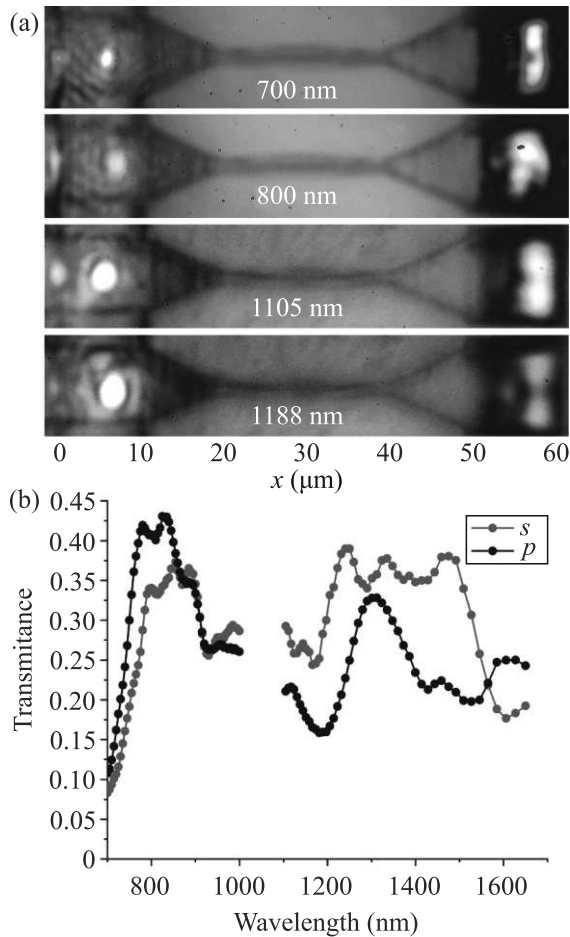 (a)
700 nm
800 nm
1105 nm
1188 nm
0 10 20 30 40 50 60
x (μm)
(b)
0.45
0.40
0.35
0.30
0.25
0.20
0.15
0.10
0.05
0
Transmitance
s
p
800 1000 1200 1400 1600
Wavelength (nm)